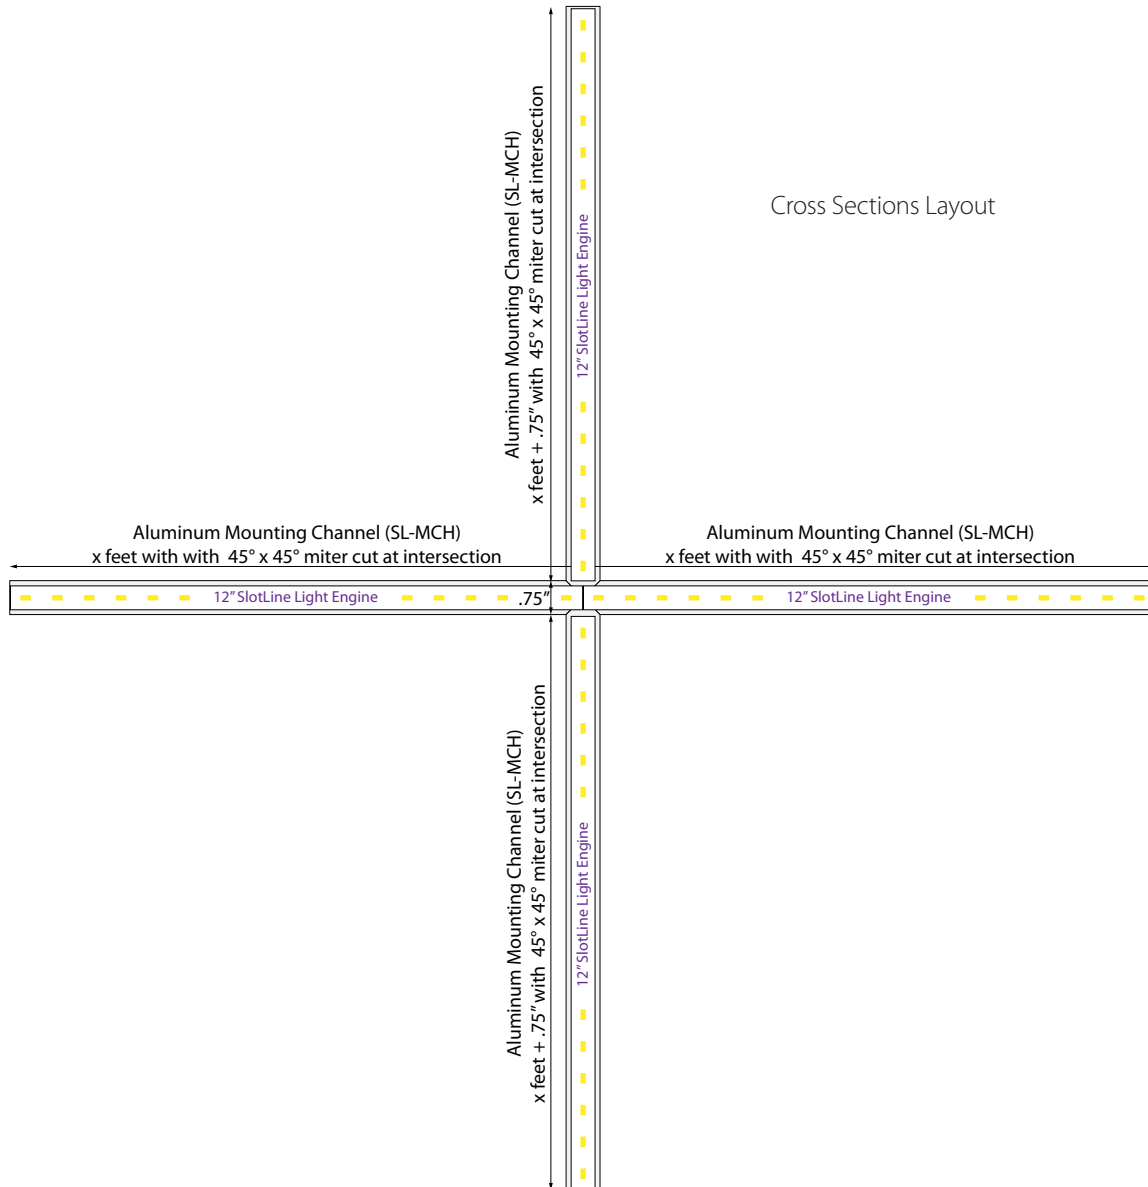 Aluminum Mounting Channel (SL-MCH)
x feet + .75" with 45° x 45° miter cut at intersection
12" SlotLine Light Engine
Cross Sections Layout
Aluminum Mounting Channel (SL-MCH)
x feet with with 45° x 45° miter cut at intersection
Aluminum Mounting Channel (SL-MCH)
x feet with with 45° x 45° miter cut at intersection
12" SlotLine Light Engine
.75"
12" SlotLine Light Engine
Aluminum Mounting Channel (SL-MCH)
x feet + .75" with 45° x 45° miter cut at intersection
12" SlotLine Light Engine